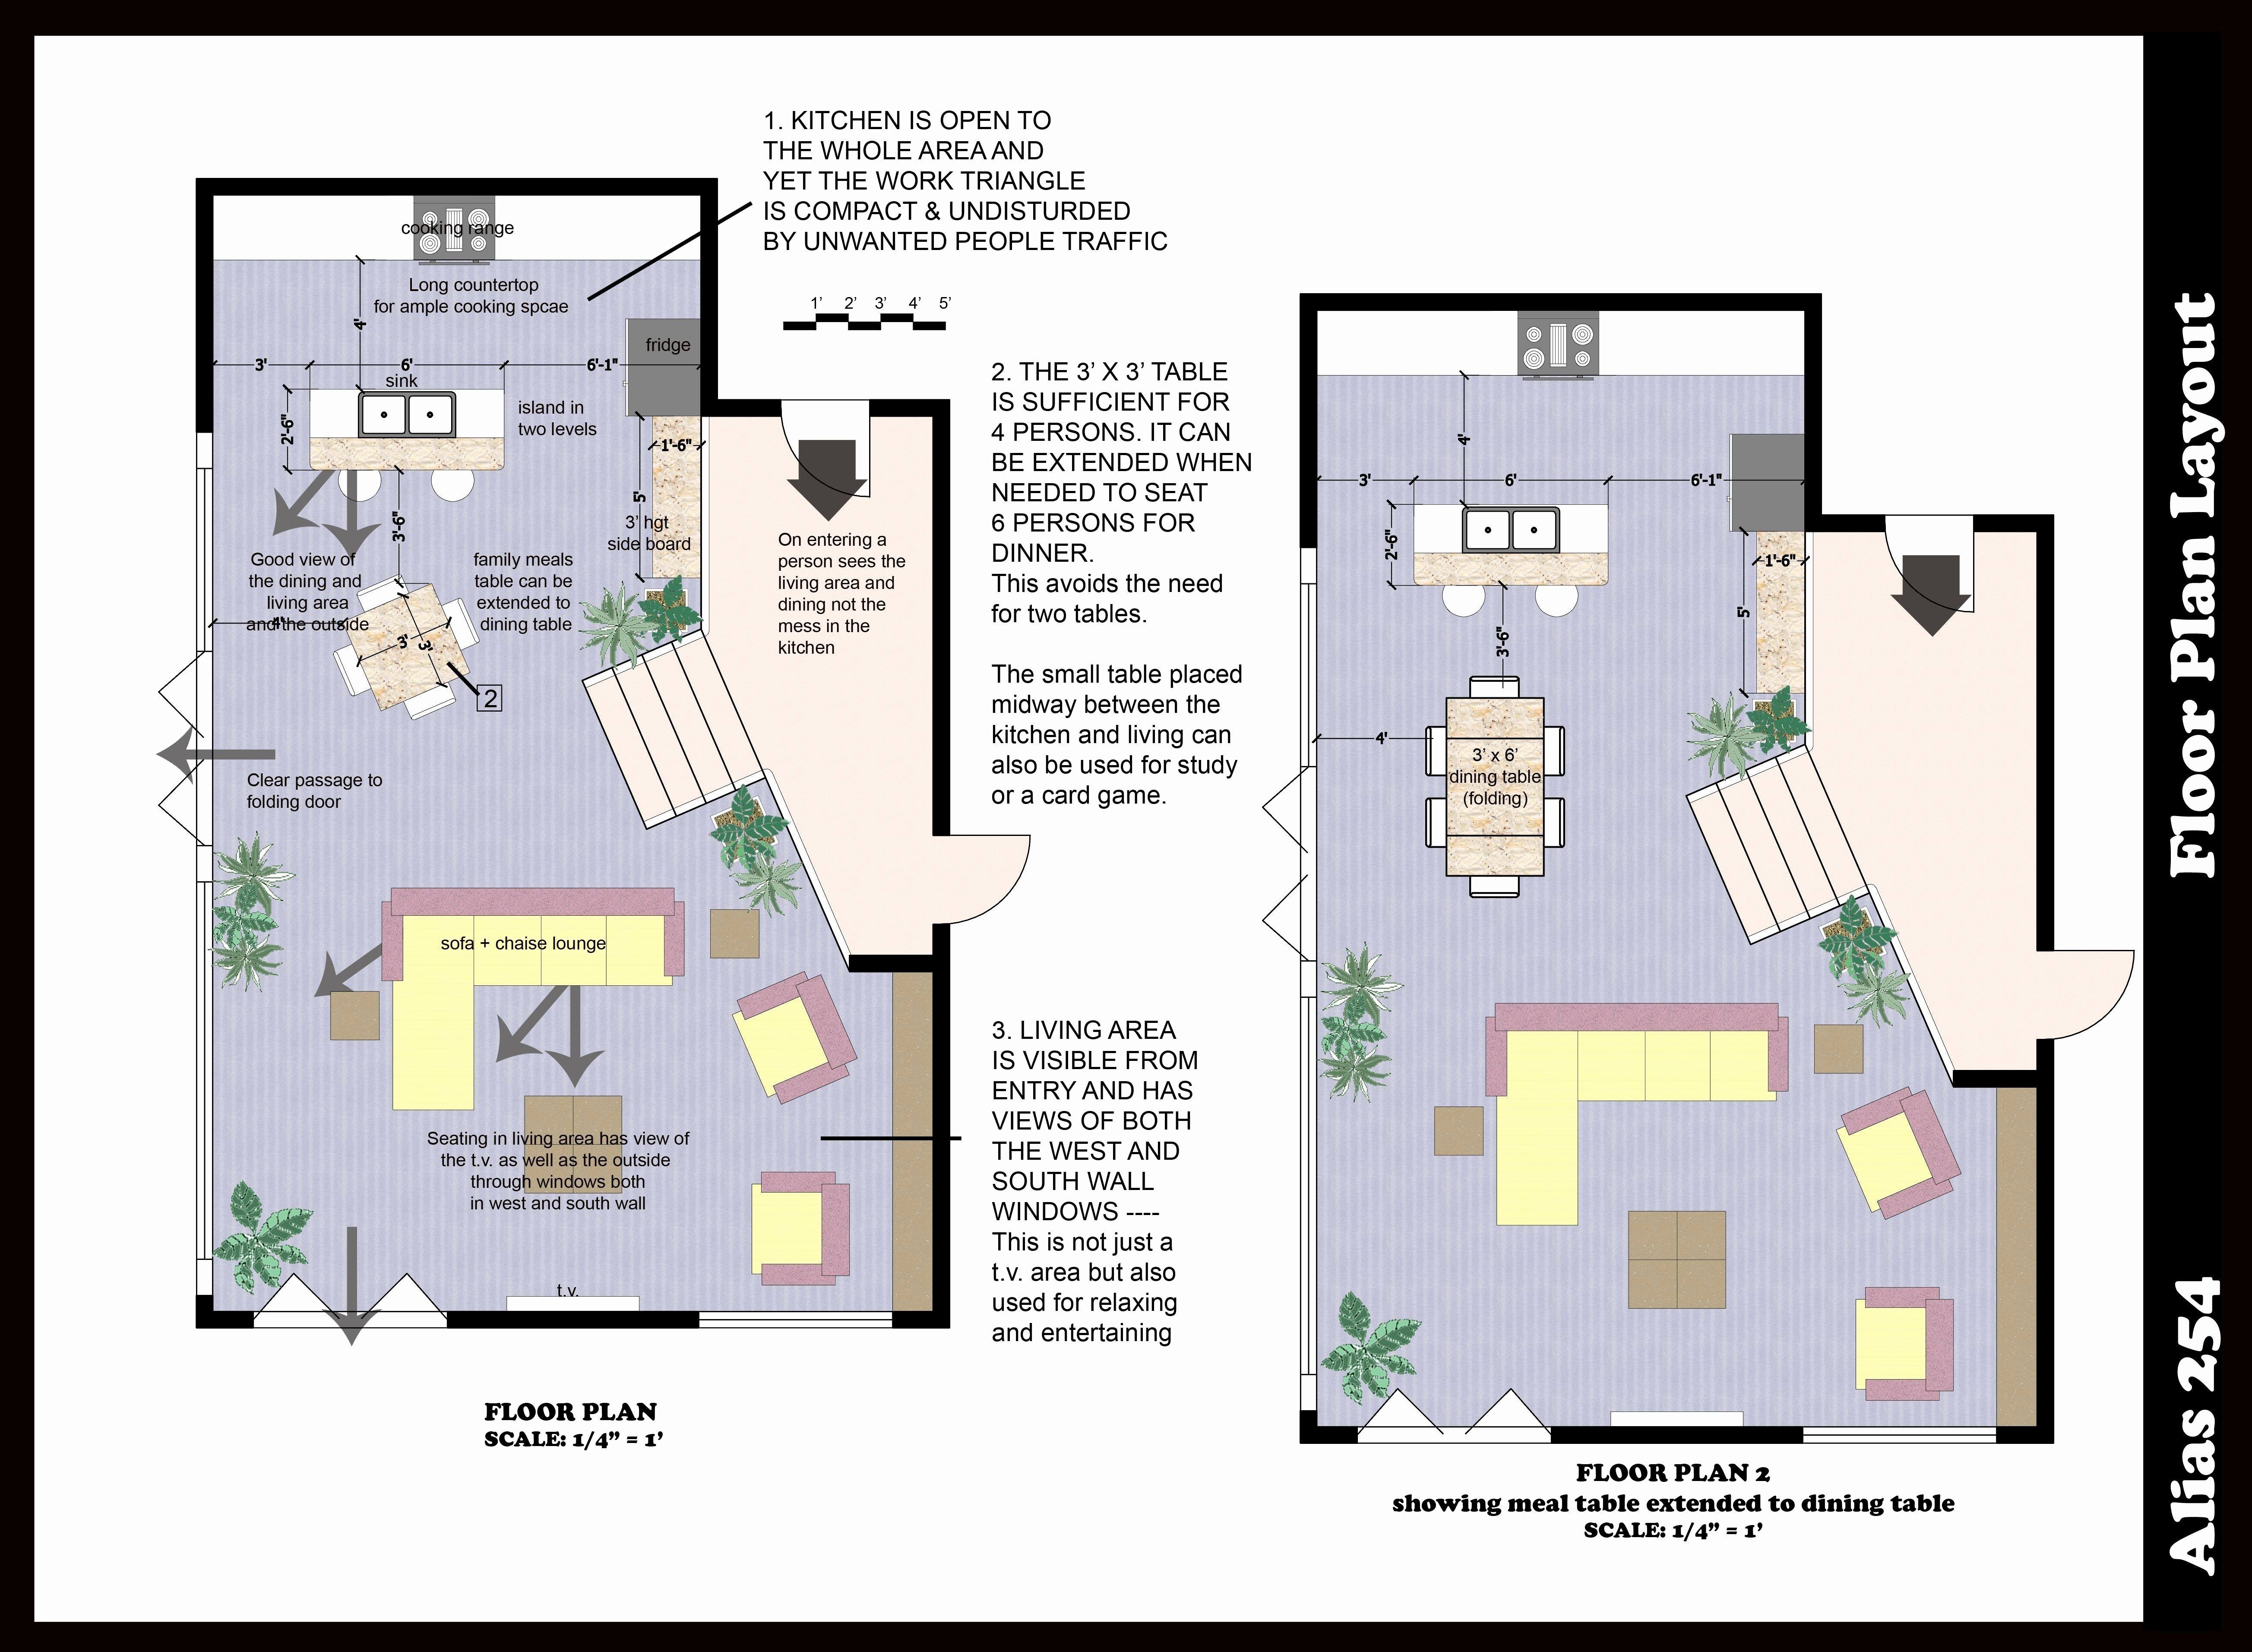 1. KITCHEN IS OPEN TO
THE WHOLE AREA AND
YET THE WORK TRIANGLE
IS COMPACT & UNDISTURDED
BY UNWANTED PEOPLE TRAFFIC
cooking range
Long countertop
for ample cooking spcae
4'
fridge
3'
6'
6'-1"
sink
2'-6"
island in
two levels
1'-6"
5'
3'-6"
3' hgt
side board
Good view of
the dining and
living area
and the outside
4'
family meals
table can be
extended to
dining table
3'
3'
2
On entering a
person sees the
living area and
dining not the
mess in the
kitchen
Clear passage to
folding door
sofa + chaise lounge
Seating in living area has view of
the t.v. as well as the outside
through windows both
in west and south wall
t.v.
FLOOR PLAN
SCALE: 1/4" = 1'
1' 2' 3' 4' 5'
2. THE 3' X 3' TABLE
IS SUFFICIENT FOR
4 PERSONS. IT CAN
BE EXTENDED WHEN
NEEDED TO SEAT
6 PERSONS FOR
DINNER.
This avoids the need
for two tables.
The small table placed
midway between the
kitchen and living can
also be used for study
or a card game.
3. LIVING AREA
IS VISIBLE FROM
ENTRY AND HAS
VIEWS OF BOTH
THE WEST AND
SOUTH WALL
WINDOWS ----
This is not just a
t.v. area but also
used for relaxing
and entertaining
4'
3'
6'
6'-1"
2'-6"
1'-6"
5'
3'-6"
4'
3' x 6'
dining table
(folding)
FLOOR PLAN 2
showing meal table extended to dining table
SCALE: 1/4" = 1'
Floor Plan Layout
Alias 254